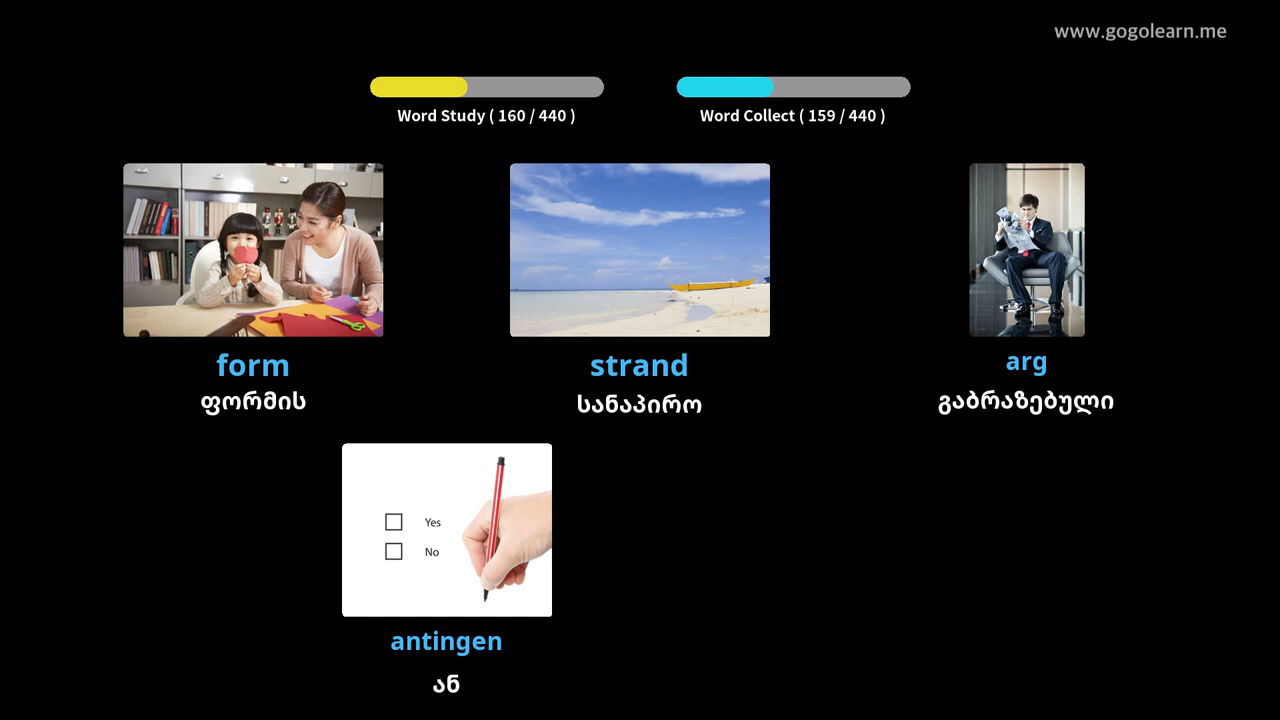 www.gogolearn.me
Word Study ( 160 / 440 )
Word Collect ( 159 / 440 )
form
ფორმის
strand
სანაპირო
arg
გაბრაზებული
Yes
No
antingen
ან